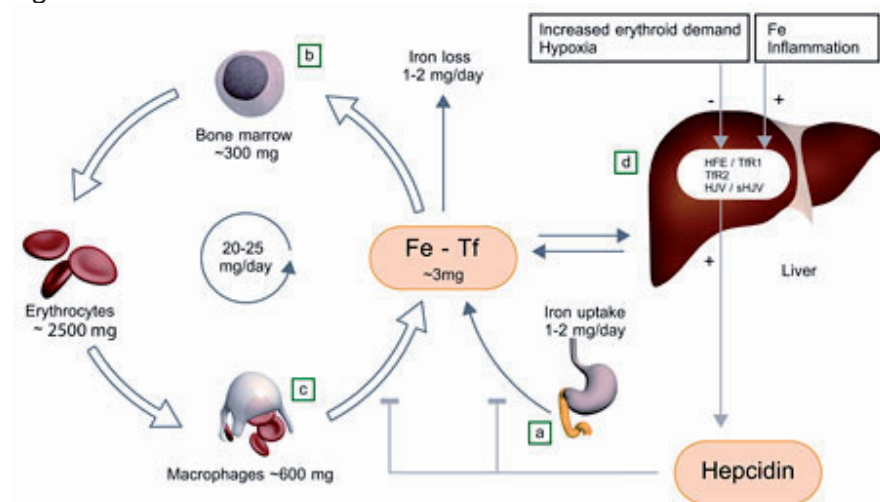 Increased erythroid demand
Hypoxia
Fe
Inflammation
b
Iron loss
1-2 mg/day
Bone marrow
~300 mg
-
+
d
HFE / TfR1
TfR2
HJV / sHJV
20-25
mg/day
Fe - Tf
~3mg
+
Liver
Erythrocytes
~ 2500 mg
Iron uptake
1-2 mg/day
c
a
Macrophages ~600 mg
Hepcidin